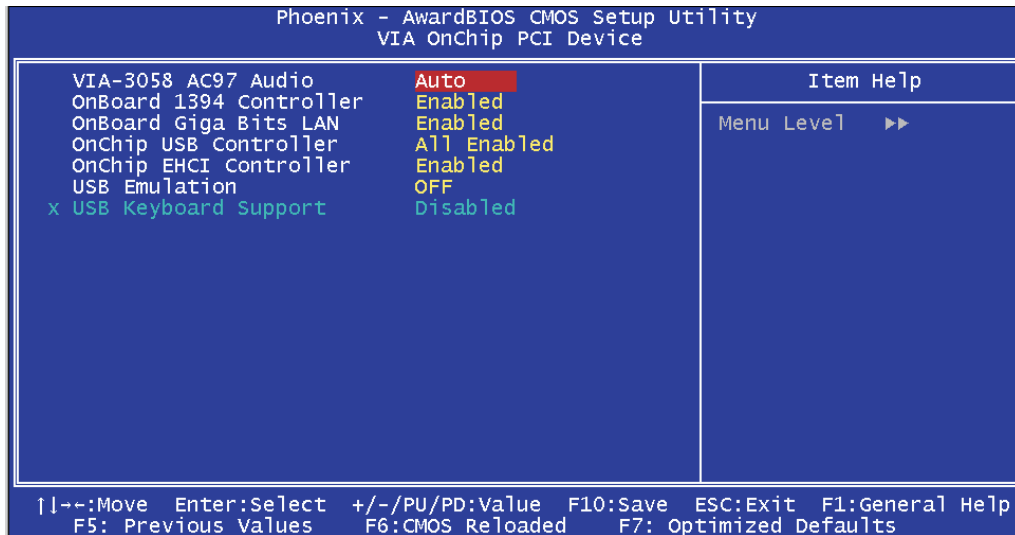 Phoenix - AwardBIOS CMOS Setup Utility
VIA OnChip PCI Device
VIA-3058 AC97 Audio Auto
OnBoard 1394 Controller Enabled
OnBoard Giga Bits LAN Enabled
OnChip USB Controller All Enabled
OnChip EHCI Controller Enabled
USB Emulation OFF
x USB Keyboard Support Disabled
Item Help
Menu Level ▶▶
↑↓→←:Move Enter:Select +/-/PU/PD:Value F10:Save ESC:Exit F1:General Help
F5: Previous Values F6:CMOS Reloaded F7: Optimized Defaults